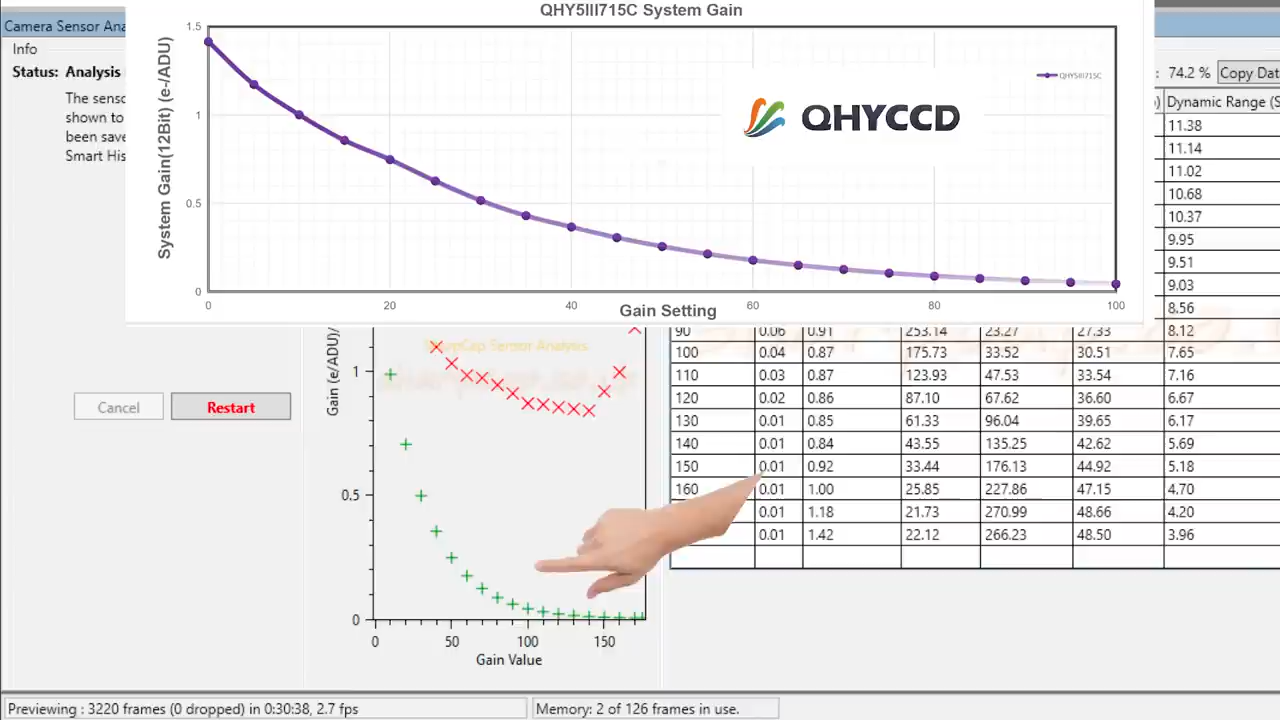 QHY5III715C System Gain
Camera Sensor Ana
Info
Status: Analysis
The senso
shown to
been save
Smart His
System Gain(12Bit) (e-/ADU)
1.5
1
0.5
0
0 20 40 60 80 100
Gain Setting
QHY5III715C
QHYCCD
: 74.2 % Copy Dat
) Dynamic Range (S
11.38
11.14
11.02
10.68
10.37
9.95
9.51
9.03
8.56
90 0.06 0.91 253.14 23.27 27.33 8.12
100 0.04 0.87 175.73 33.52 30.51 7.65
110 0.03 0.87 123.93 47.53 33.54 7.16
120 0.02 0.86 87.10 67.62 36.60 6.67
130 0.01 0.85 61.33 96.04 39.65 6.17
140 0.01 0.84 43.55 135.25 42.62 5.69
150 0.01 0.92 33.44 176.13 44.92 5.18
160 0.01 1.00 25.85 227.86 47.15 4.70
0.01 1.18 21.73 270.99 48.66 4.20
0.01 1.42 22.12 266.23 48.50 3.96
Cancel
Restart
SharpCap Sensor Analysis
Gain (e/ADU)/
1
0.5
0
0 50 100 150
Gain Value
Previewing : 3220 frames (0 dropped) in 0:30:38, 2.7 fps
Memory: 2 of 126 frames in use.